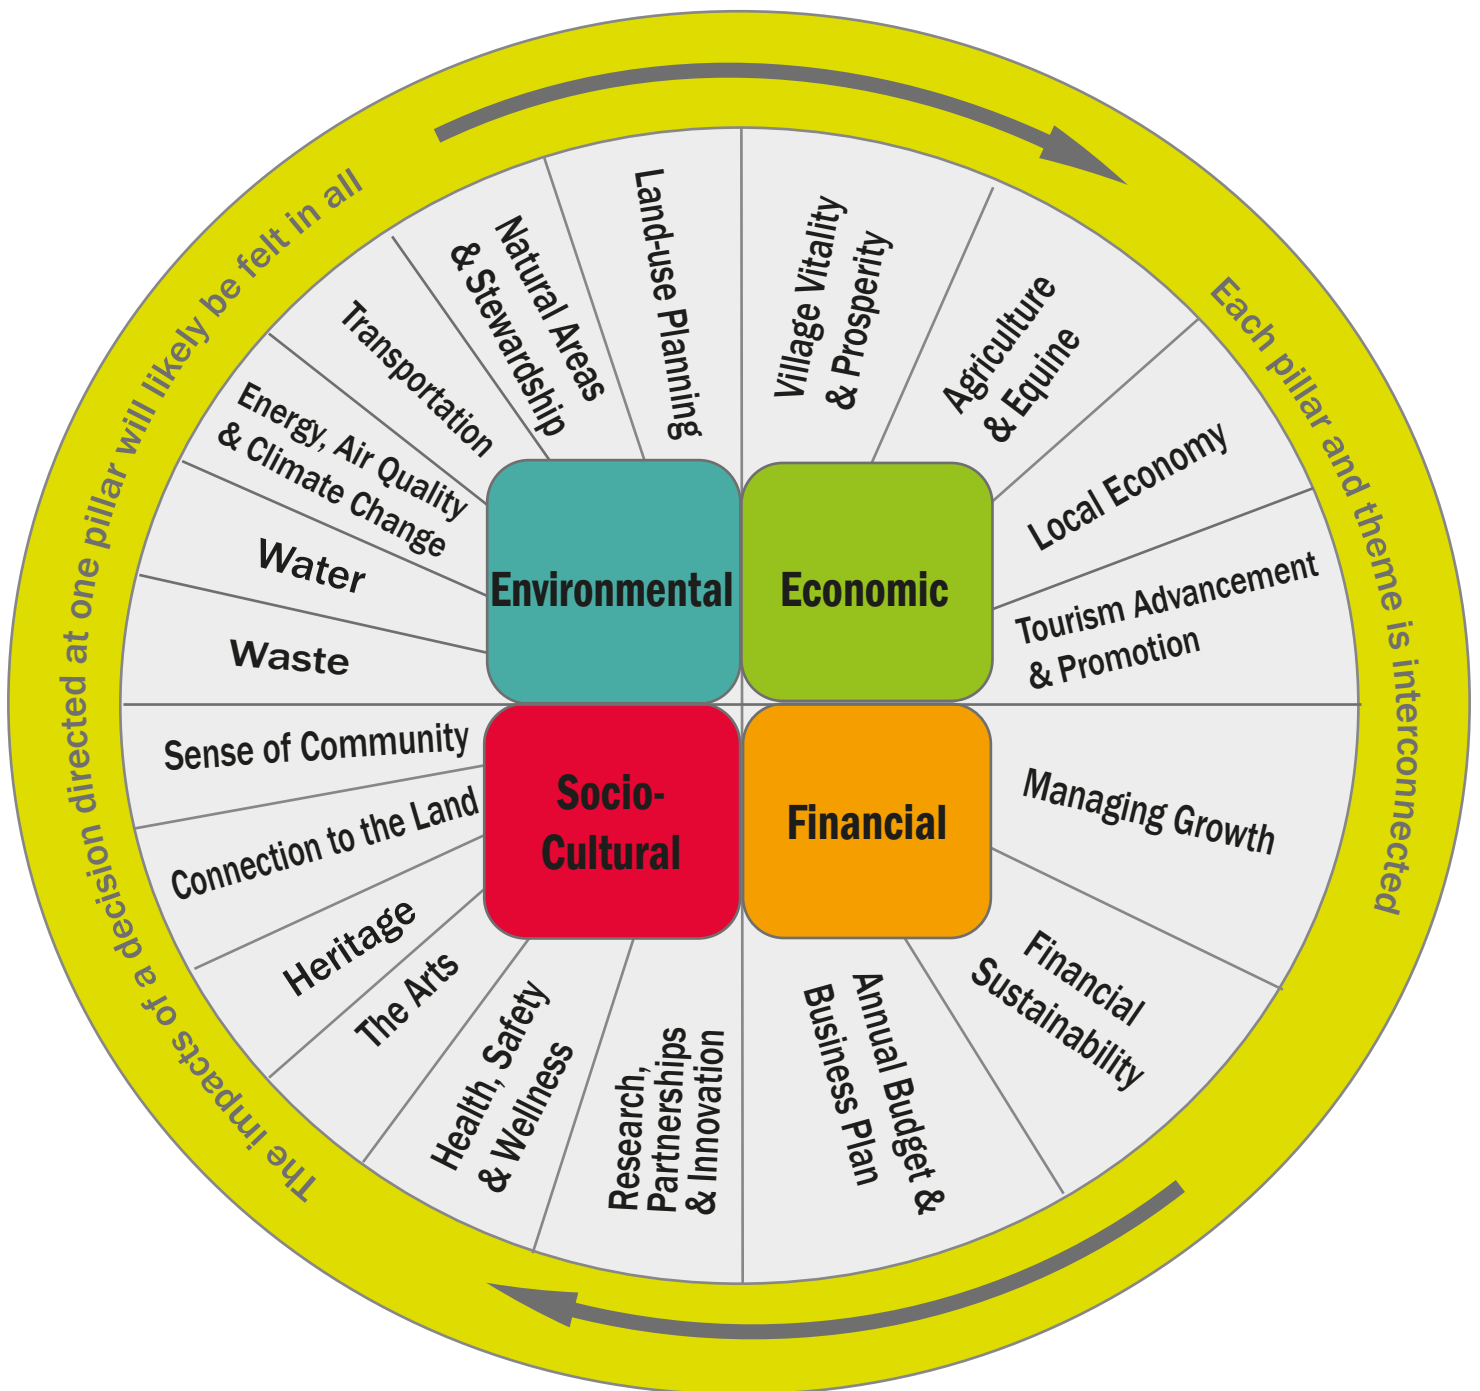 The impacts of a decision directed at one pillar will likely be felt in all
Each pillar and theme is interconnected
Environmental
Land-use Planning
Natural Areas
& Stewardship
Transportation
Energy, Air Quality
& Climate Change
Water
Waste
Economic
Village Vitality
& Prosperity
Agriculture
& Equine
Local Economy
Tourism Advancement
& Promotion
Socio-
Cultural
Sense of Community
Connection to the Land
Heritage
The Arts
Health, Safety
& Wellness
Research,
Partnerships
& Innovation
Financial
Managing Growth
Financial
Sustainability
Annual Budget &
Business Plan